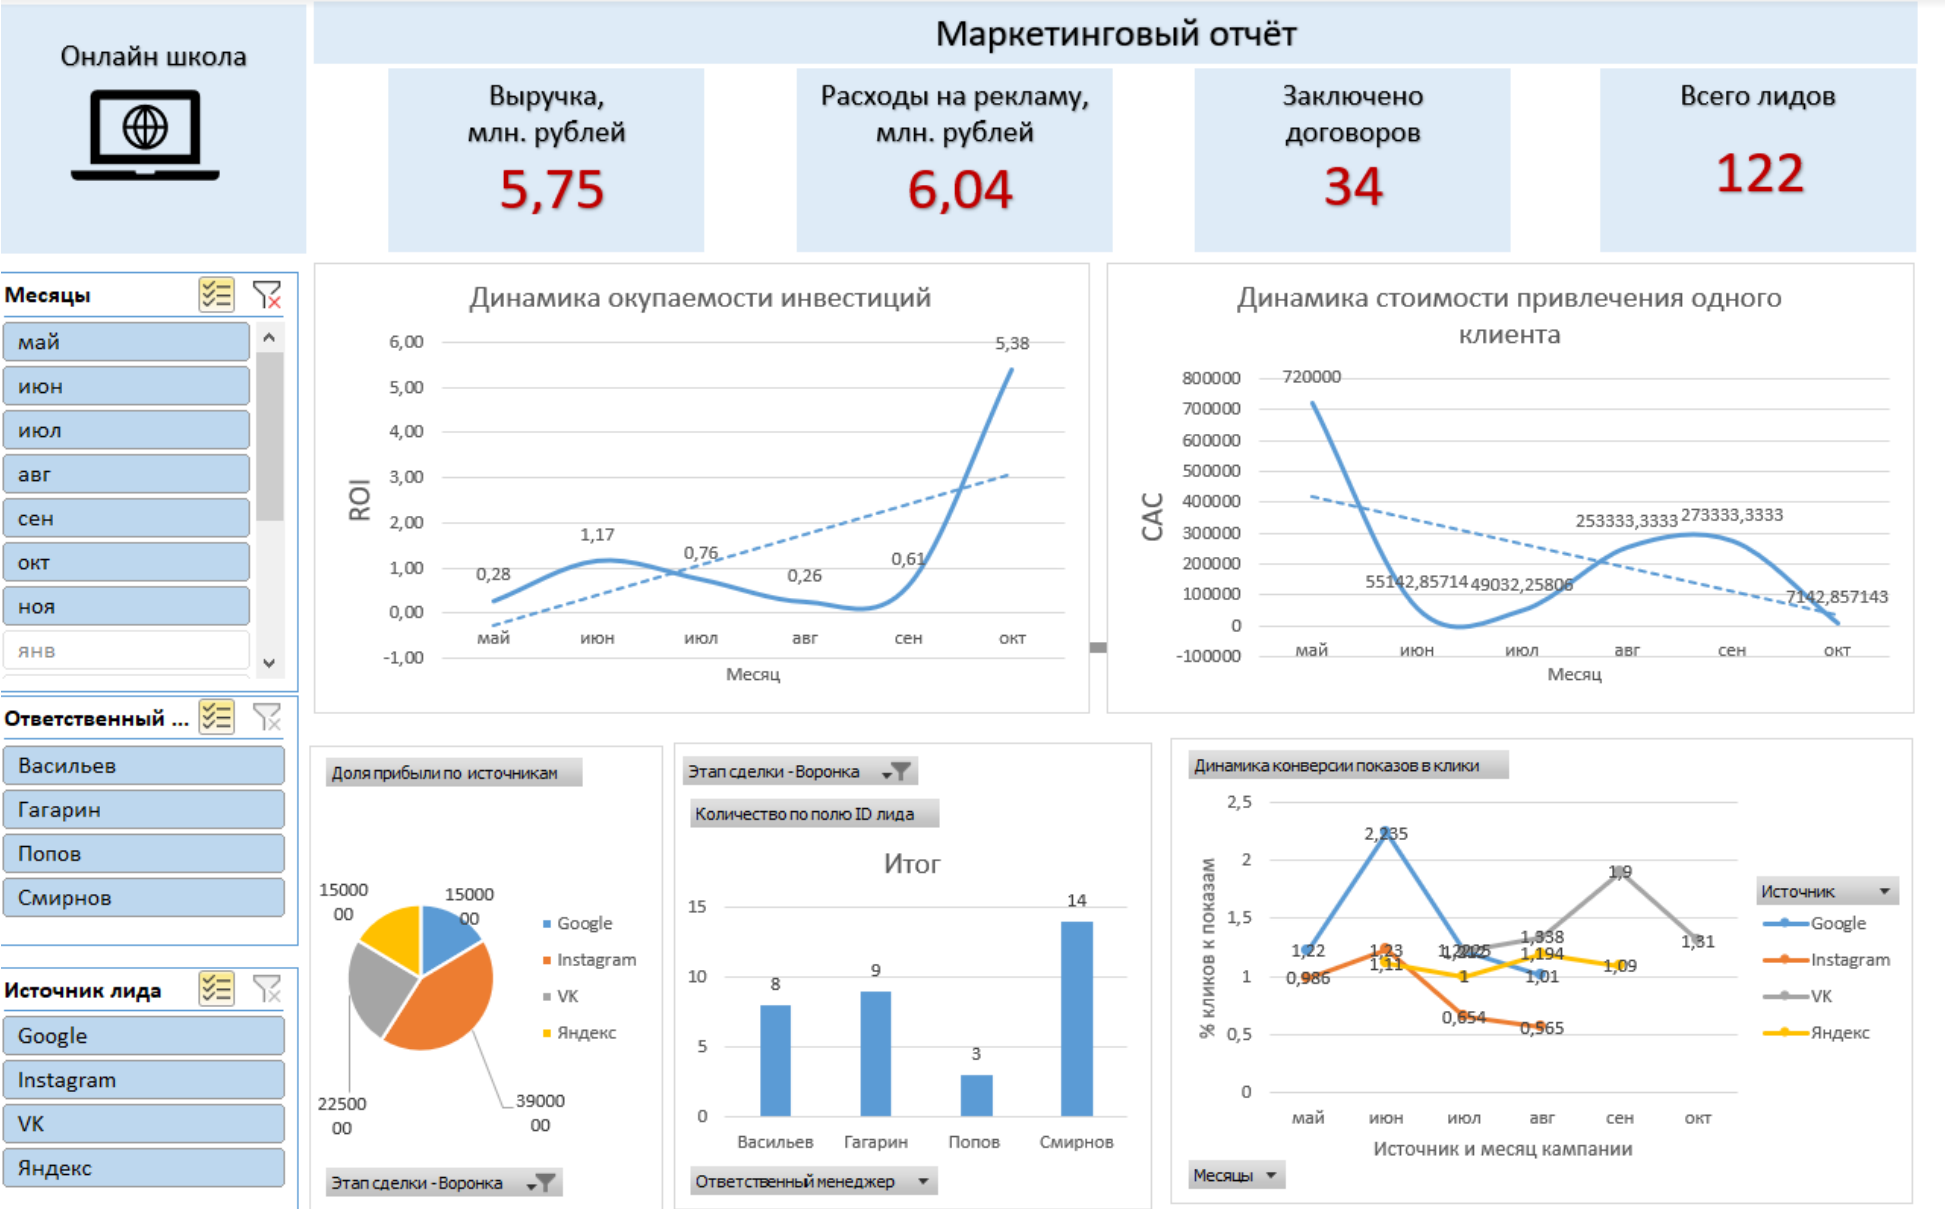 Онлайн школа
Маркетинговый отчёт
Выручка,
млн. рублей
5,75
Расходы на рекламу,
млн. рублей
6,04
Заключено
договоров
34
Всего лидов
122
Месяцы
май
июн
июл
авг
сен
окт
ноя
янв
Ответственный ...
Васильев
Гагарин
Попов
Смирнов
Источник лида
Google
Instagram
VK
Яндекс
Динамика окупаемости инвестиций
ROI
6,00
5,00
4,00
3,00
2,00
1,00
0,00
-1,00
0,28
1,17
0,76
0,26
0,61
5,38
май июн июл авг сен окт
Месяц
Динамика стоимости привлечения одного
клиента
CAC
800000
700000
600000
500000
400000
300000
200000
100000
0
-100000
720000
55142,85714
49032,25806
253333,3333
273333,3333
7142,857143
май июн июл авг сен окт
Месяц
Доля прибыли по источникам
15000
00
15000
00
22500
00
39000
00
Google
Instagram
VK
Яндекс
Этап сделки - Воронка
Этап сделки - Воронка
Количество по полю ID лида
Итог
15
10
5
0
8
9
3
14
Васильев Гагарин Попов Смирнов
Ответственный менеджер
Динамика конверсии показов в клики
% кликов к показам
2,5
2
1,5
1
0,5
0
1,22
2,235
1,01
0,986
1,23
0,654
0,565
1,338
1,9
1,31
1,11
1
1,194
1,09
май июн июл авг сен окт
Источник и месяц кампании
Источник
Google
Instagram
VK
Яндекс
Месяцы